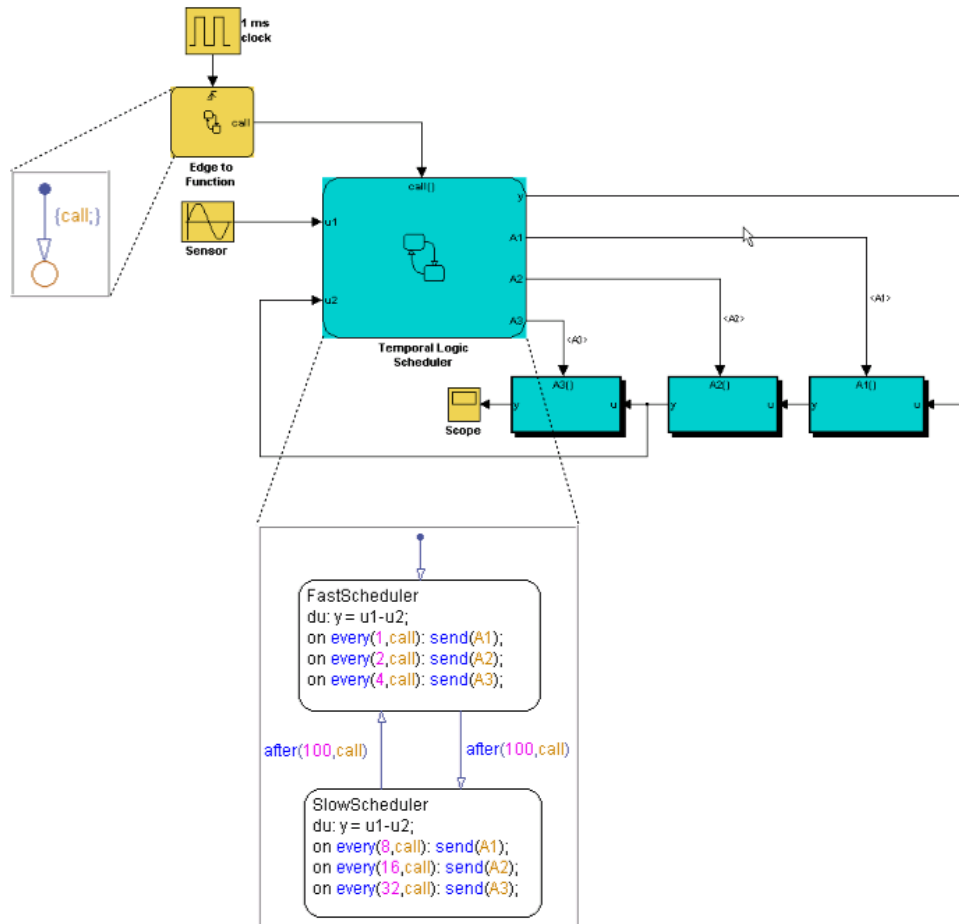 1 ms
clock
call
Edge to
Function
{call;}
call()
u1
u2
y
A1
A2
A3
Sensor
Temporal Logic
Scheduler
<A1>
<A2>
<A3>
Scope
A3()
y
u
A2()
y
u
A1()
y
u
FastScheduler
du: y = u1-u2;
on every(1,call): send(A1);
on every(2,call): send(A2);
on every(4,call): send(A3);
after(100,call)
after(100,call)
SlowScheduler
du: y = u1-u2;
on every(8,call): send(A1);
on every(16,call): send(A2);
on every(32,call): send(A3);